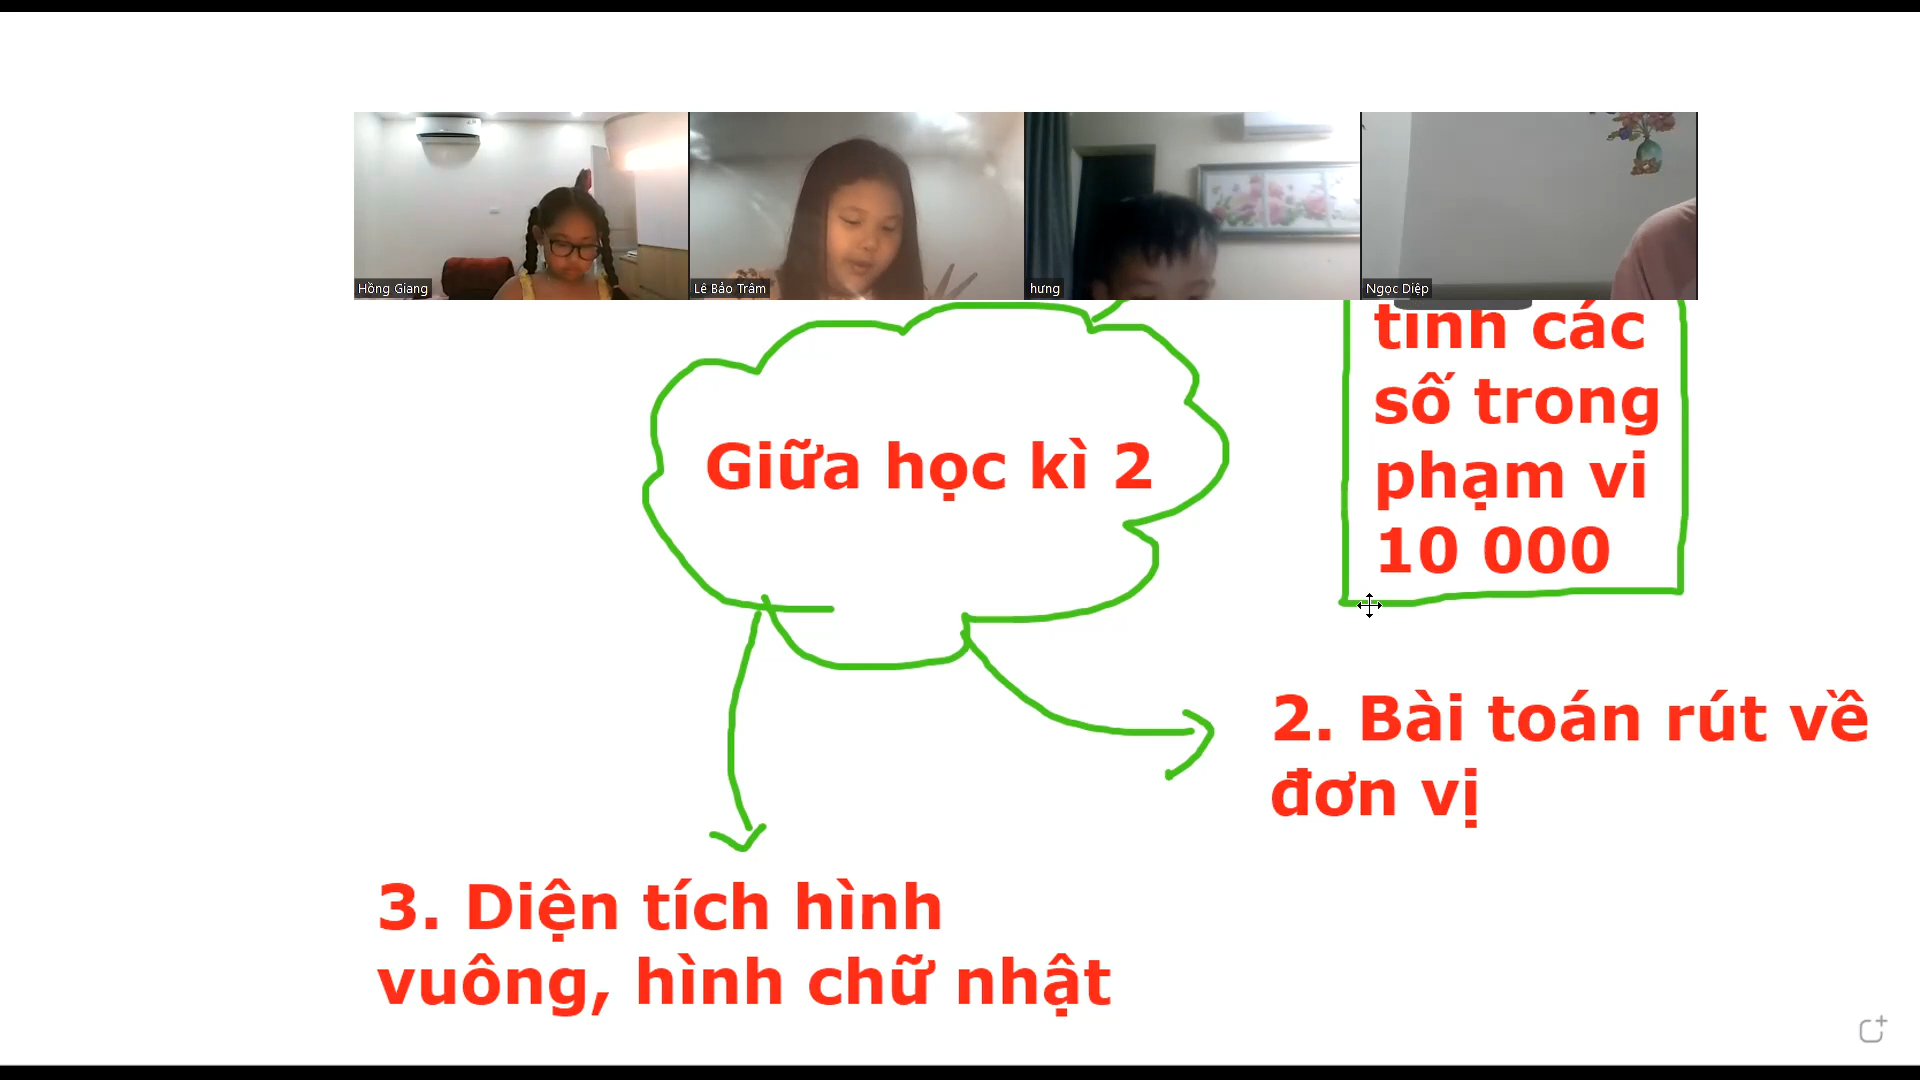 Hồng Giang
Lê Bảo Trâm
hưng
Ngọc Diệp
tính các
số trong
phạm vi
10 000
Giữa học kì 2
2. Bài toán rút về
đơn vị
3. Diện tích hình
vuông, hình chữ nhật